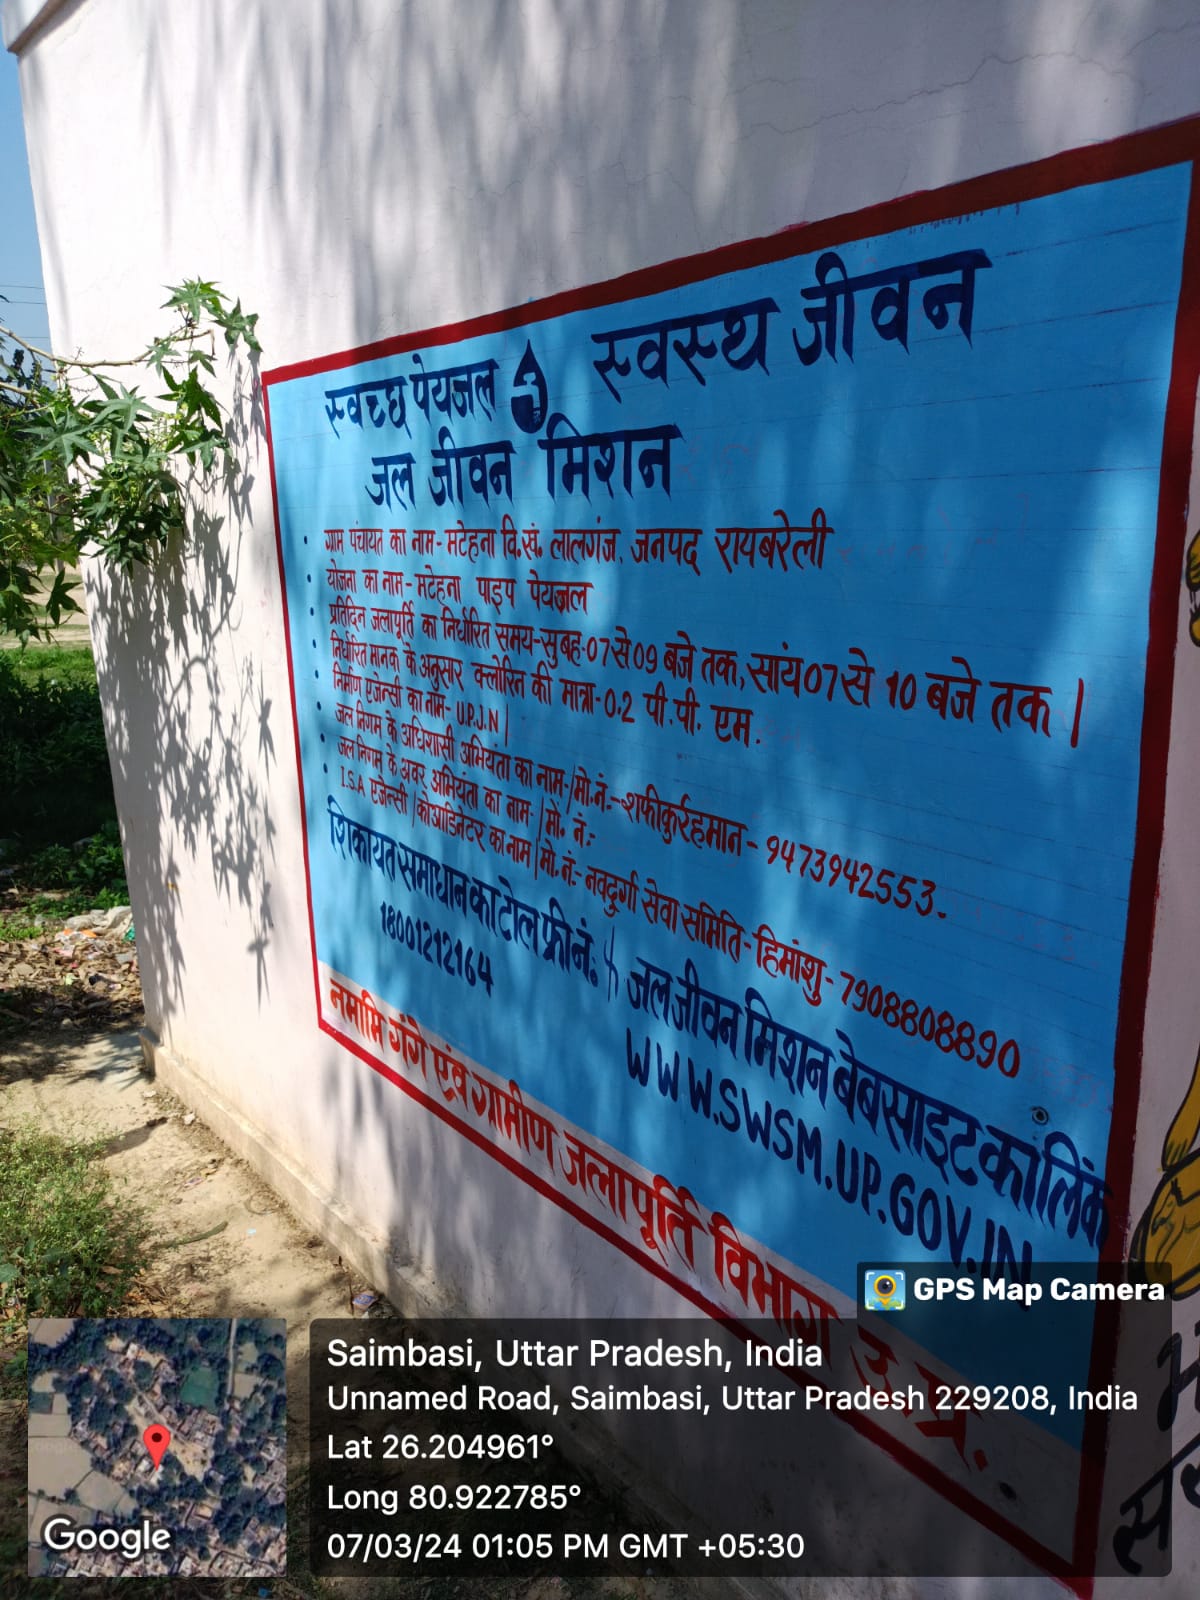 स्वच्छ पेयजल स्वस्थ जीवन
जल जीवन मिशन
• ग्राम पंचायत का नाम- मटेहना वि.खं. लालगंज, जनपद रायबरेली
• योजना का नाम- मटेहना पाइप पेयजल
• प्रतिदिन जलापूर्ति का निर्धारित समय-सुबह-07 से 09 बजे तक, सांय 07 से 10 बजे तक।
• निर्धारित मानक के अनुसार क्लोरिन की मात्रा-0.2 पी.पी. एम.
• निर्माण एजेन्सी का नाम- U.P.J.N।
• जल निगम के अधिशासी अभियंता का नाम-/मो.नं.-शफीकुर्रहमान- 9473942553.
• जल निगम के अवर अभियंता का नाम-/मो. नं:
• I.S.A एजेन्सी/कोआडिनेटर का नाम/मो.नं.- नवदुर्गा सेवा समिति-हिमांशु-7908808890
शिकायत समाधान का टोल फ्री नं:
18001212164
जल जीवन मिशन बेबसाइट का लिंक
WWW.SWSM.UP.GOV.IN
नमामि गंगे एंव ग्रामीण जलापूर्ति विभाग उ.प्र.
GPS Map Camera
Saimbasi, Uttar Pradesh, India
Unnamed Road, Saimbasi, Uttar Pradesh 229208, India
Lat 26.204961°
Long 80.922785°
07/03/24 01:05 PM GMT +05:30
Google